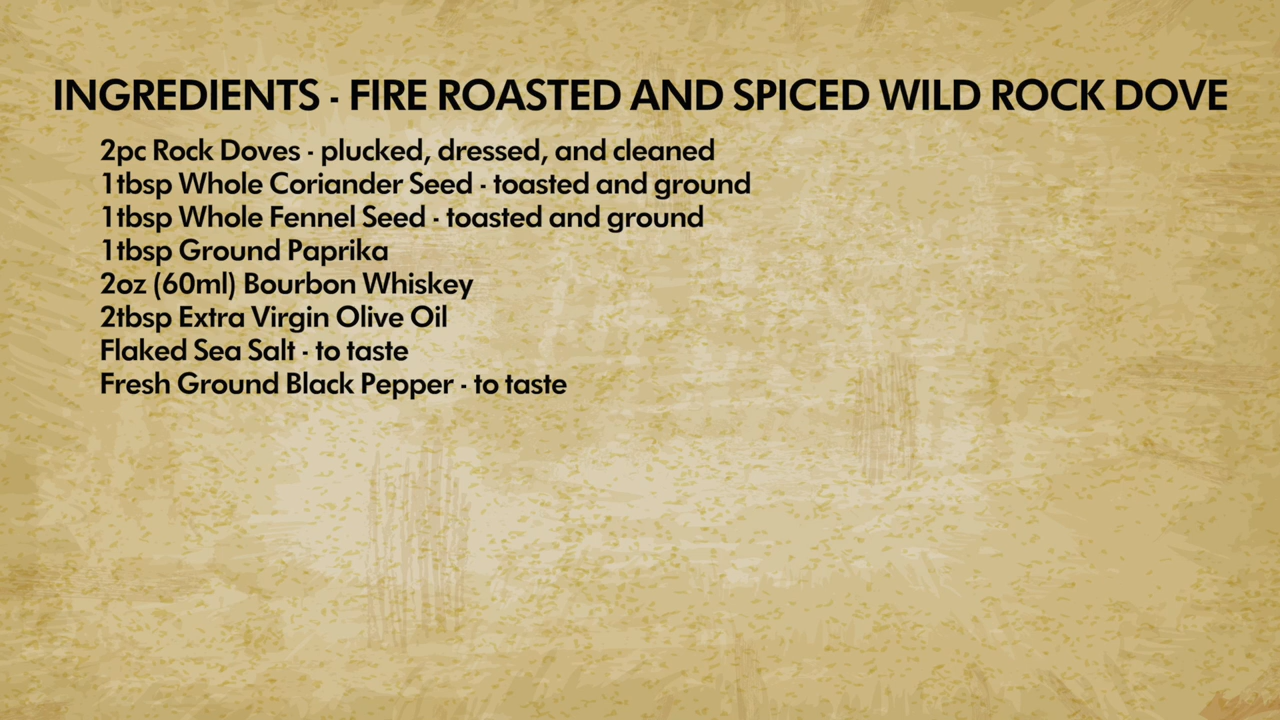 INGREDIENTS - FIRE ROASTED AND SPICED WILD ROCK DOVE
2pc Rock Doves - plucked, dressed, and cleaned
1tbsp Whole Coriander Seed - toasted and ground
1tbsp Whole Fennel Seed - toasted and ground
1tbsp Ground Paprika
2oz (60ml) Bourbon Whiskey
2tbsp Extra Virgin Olive Oil
Flaked Sea Salt - to taste
Fresh Ground Black Pepper - to taste